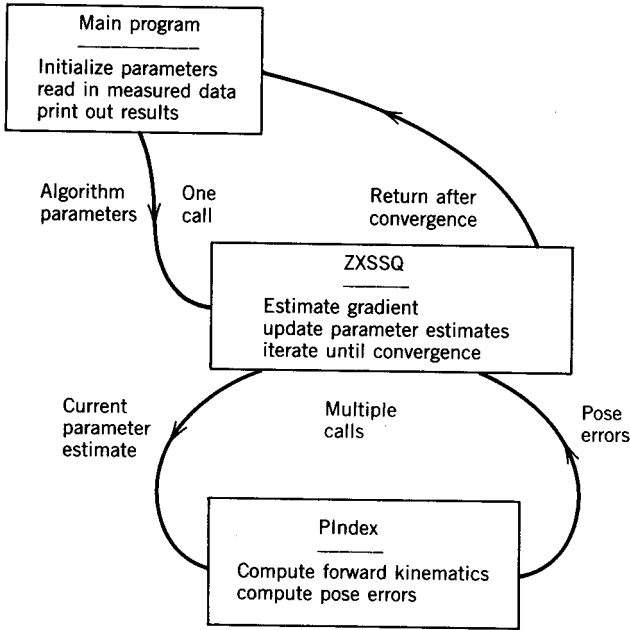 Main program
Initialize parameters
read in measured data
print out results
Algorithm
parameters
One
call
Return after
convergence
ZXSSQ
Estimate gradient
update parameter estimates
iterate until convergence
Current
parameter
estimate
Multiple
calls
Pose
errors
PIndex
Compute forward kinematics
compute pose errors